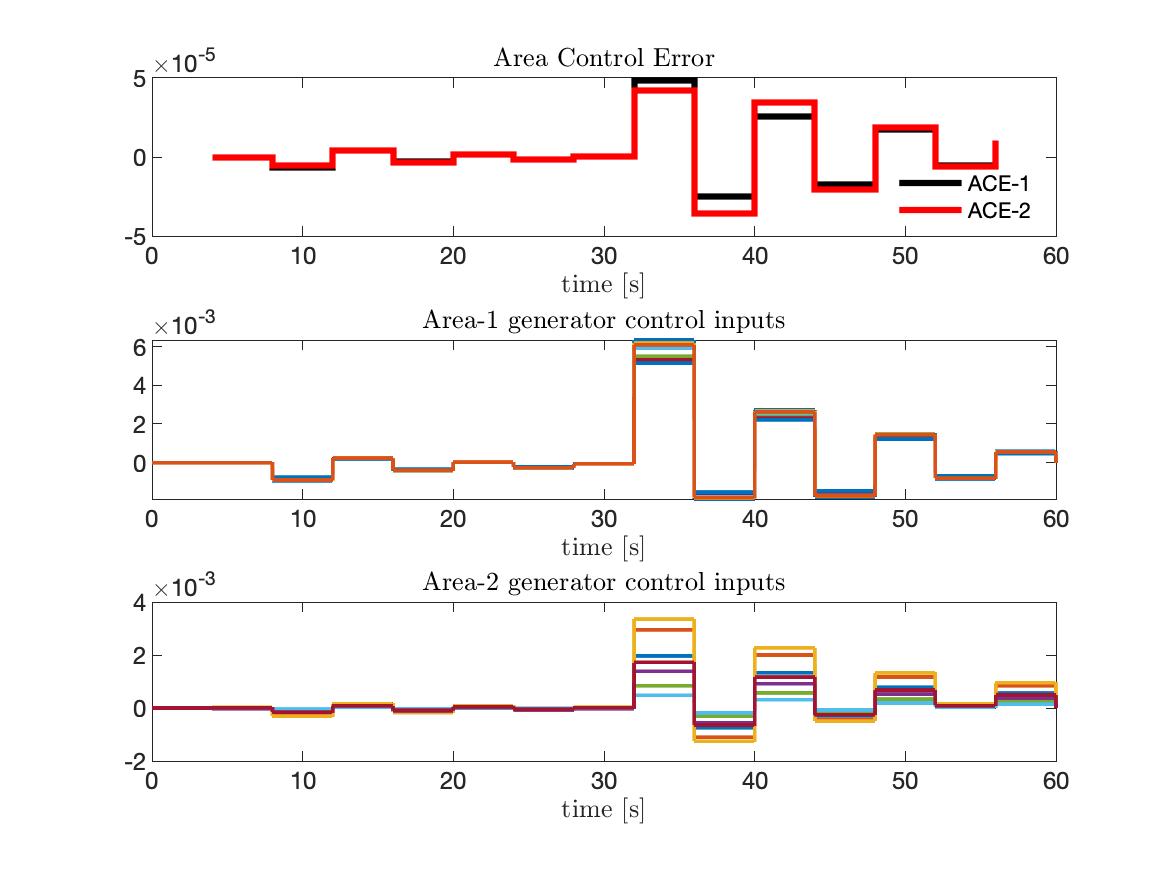 Area Control Error
×10-5
5
0
-5
ACE-1
ACE-2
0 10 20 30 40 50 60
time [s]
Area-1 generator control inputs
×10-3
6
4
2
0
0 10 20 30 40 50 60
time [s]
Area-2 generator control inputs
×10-3
4
2
0
-2
0 10 20 30 40 50 60
time [s]